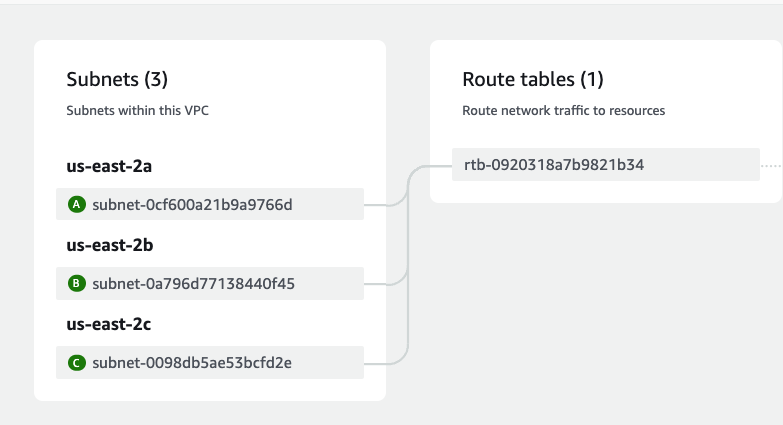 Subnets (3)
Subnets within this VPC
us-east-2a
A subnet-0cf600a21b9a9766d
us-east-2b
B subnet-0a796d77138440f45
us-east-2c
C subnet-0098db5ae53bcfd2e
Route tables (1)
Route network traffic to resources
rtb-0920318a7b9821b34